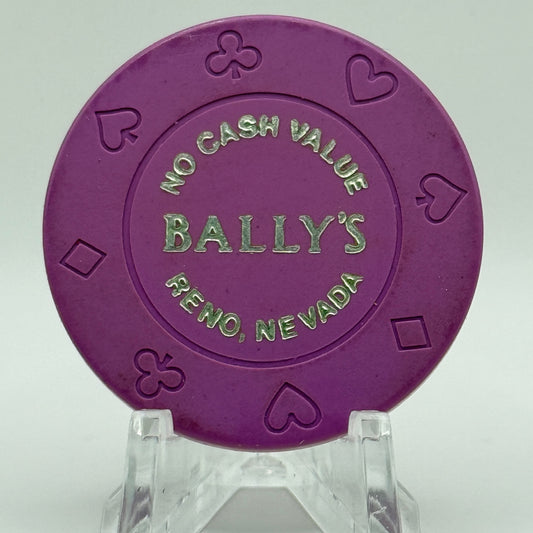 NO CASH VALUE
BALLY'S
RENO, NEVADA